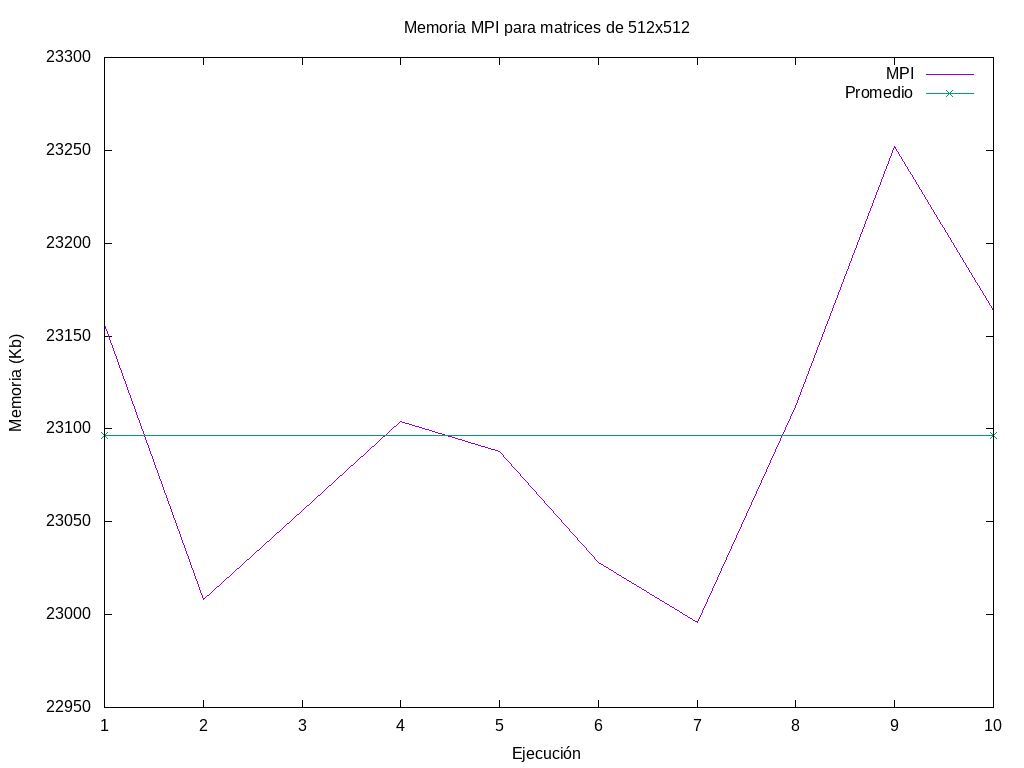 Memoria MPI para matrices de 512x512
23300
23250
23200
23150
23100
23050
23000
22950
Memoria (Kb)
MPI
Promedio
1 2 3 4 5 6 7 8 9 10
Ejecución